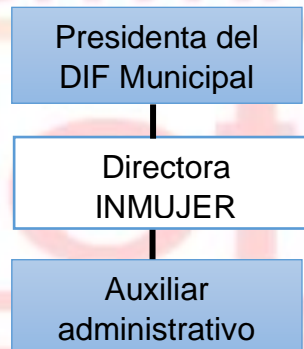 Presidenta del
DIF Municipal
Directora
INMUJER
Auxiliar
administrativo